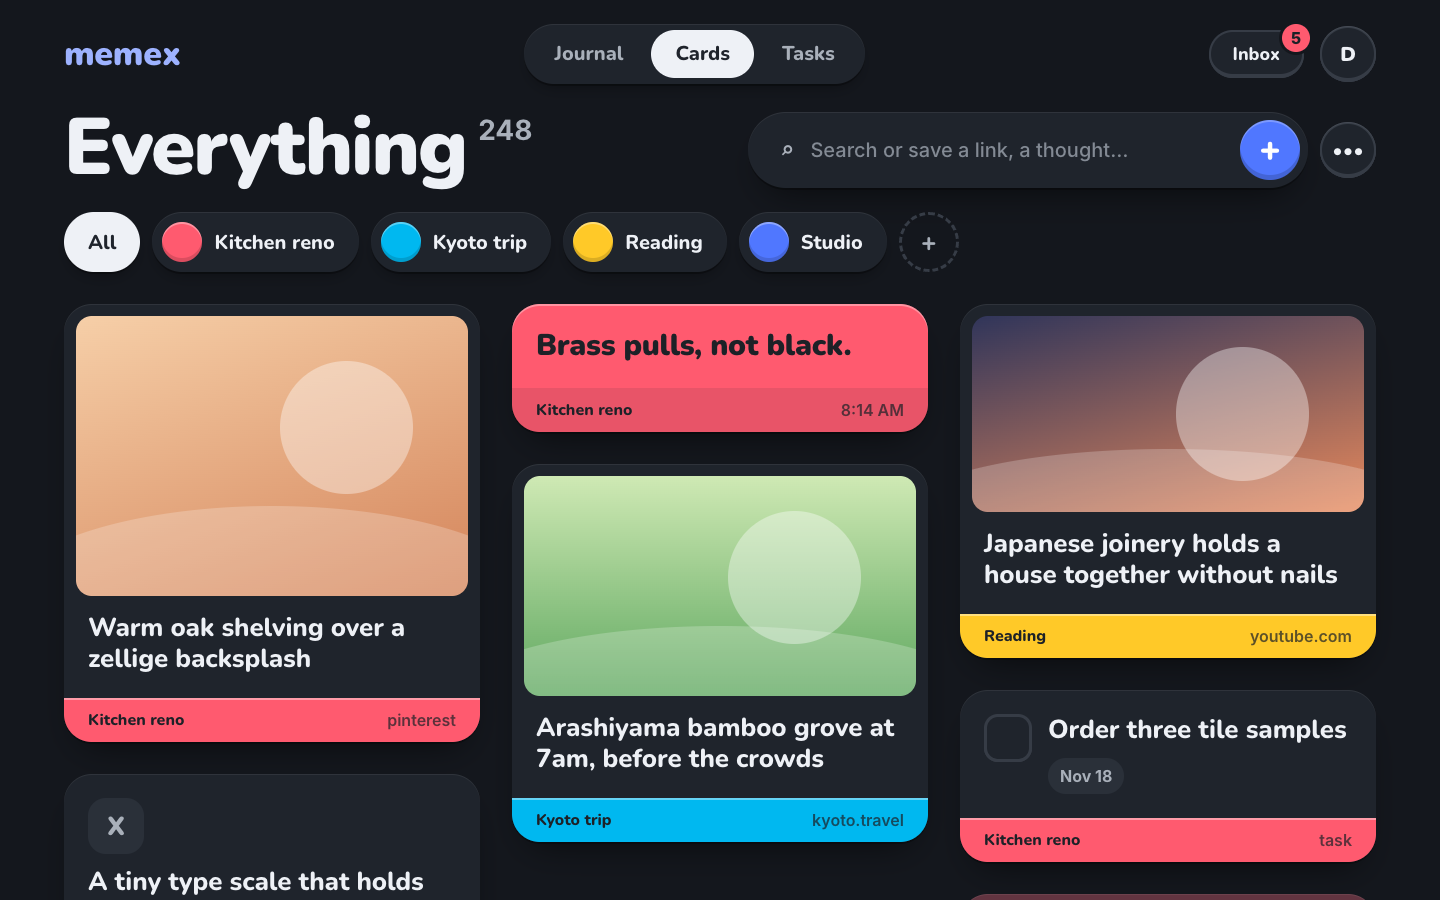 memex
Journal
Cards
Tasks
Inbox
5
D
Everything
248
Search or save a link, a thought...
+
All
Kitchen reno
Kyoto trip
Reading
Studio
+
Warm oak shelving over a
zellige backsplash
Kitchen reno
pinterest
X
A tiny type scale that holds
Brass pulls, not black.
Kitchen reno
8:14 AM
Arashiyama bamboo grove at
7am, before the crowds
Kyoto trip
kyoto.travel
Japanese joinery holds a
house together without nails
Reading
youtube.com
Order three tile samples
Nov 18
Kitchen reno
task